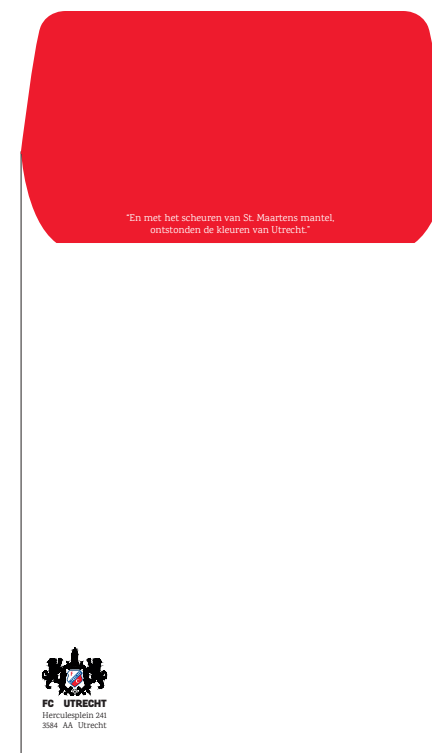 “En met het scheuren van St. Maartens mantel,
ontstonden de kleuren van Utrecht.”
FC UTRECHT
Herculesplein 241
3584 AA Utrecht